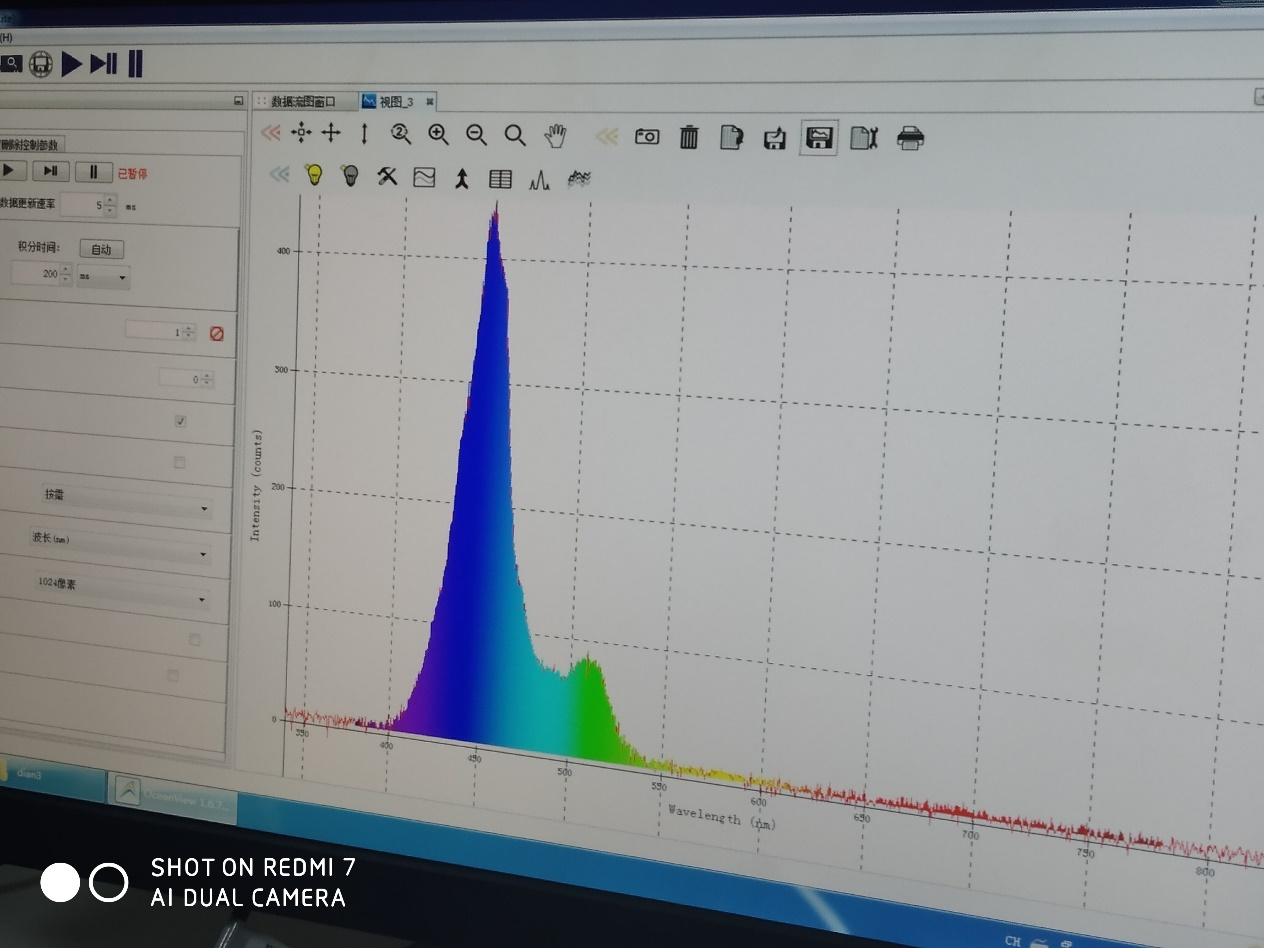 (H)
数据流图窗口
视图_3
删除控制参数
已暂停
数据更新速率
5
ms
积分时间:
自动
200
ms
1
0
按需
波长(nm)
1024像素
400
300
200
100
0
Intensity (counts)
350
400
450
500
550
600
650
700
750
800
Wavelength (nm)
dian3
OceanView 1.6.7...
CH
SHOT ON REDMI 7
AI DUAL CAMERA